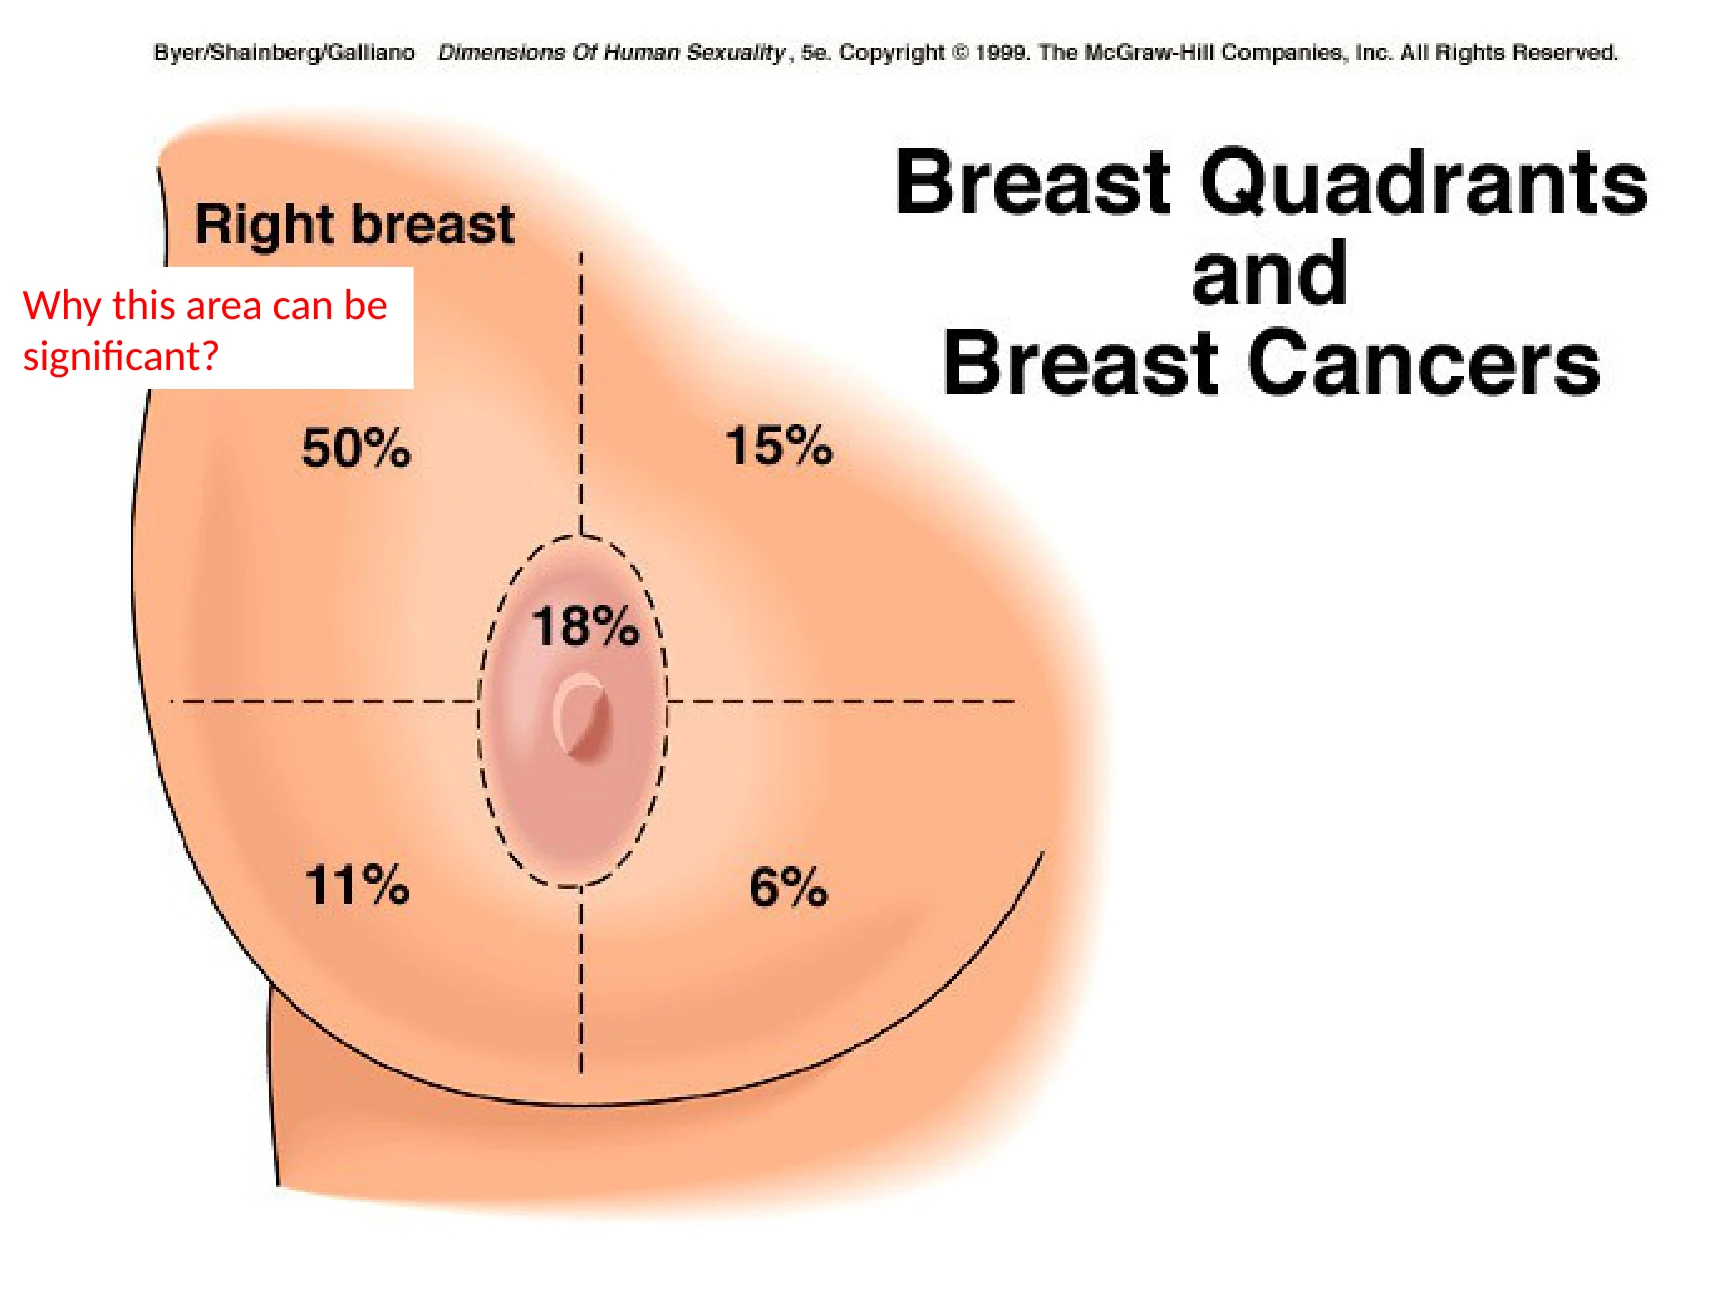 Byer/Shainberg/Galliano Dimensions Of Human Sexuality, 5e. Copyright © 1999. The McGraw-Hill Companies, Inc. All Rights Reserved.
Breast Quadrants
and
Breast Cancers
Right breast
Why this area can be
significant?
50%
15%
18%
11%
6%